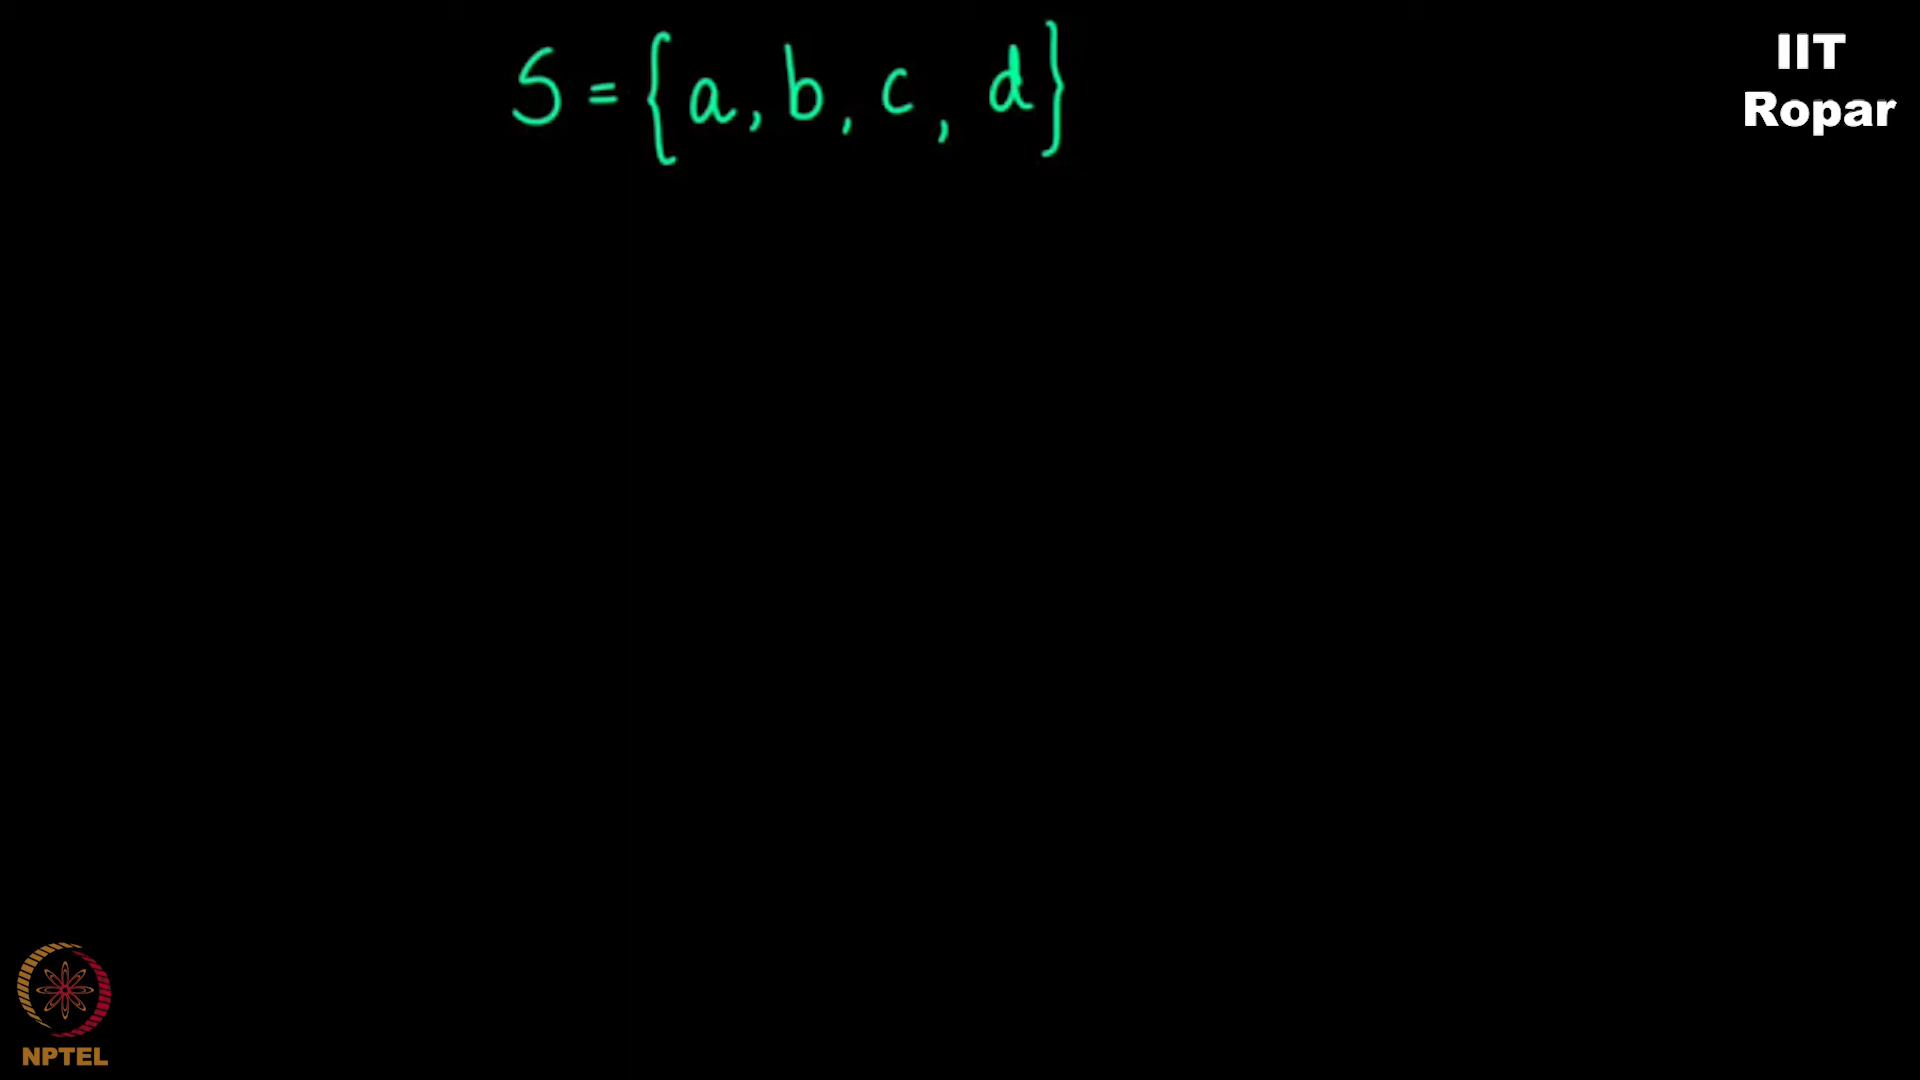 S = {a, b, c, d}
IIT
Ropar
NPTEL